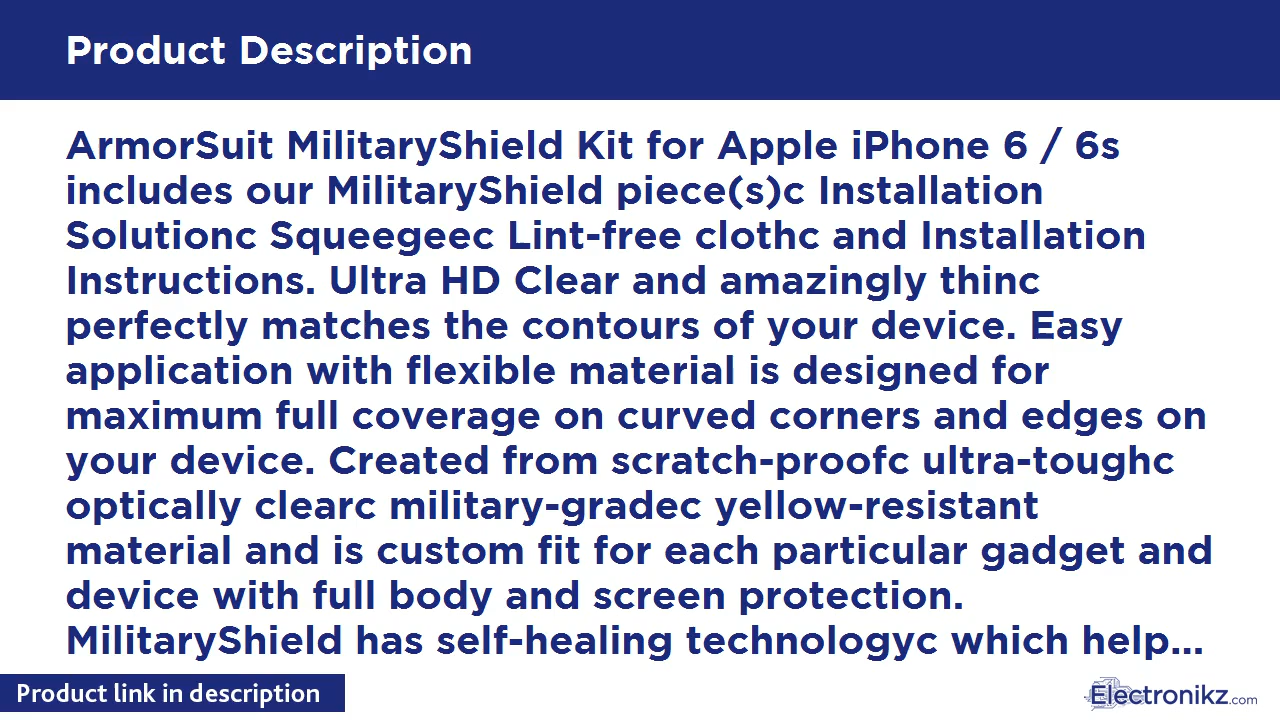 Product Description
ArmorSuit MilitaryShield Kit for Apple iPhone 6 / 6s
includes our MilitaryShield piece(s)c Installation
Solutionc Squeegeec Lint-free clothc and Installation
Instructions. Ultra HD Clear and amazingly thinc
perfectly matches the contours of your device. Easy
application with flexible material is designed for
maximum full coverage on curved corners and edges on
your device. Created from scratch-proofc ultra-toughc
optically clearc military-gradec yellow-resistant
material and is custom fit for each particular gadget and
device with full body and screen protection.
MilitaryShield has self-healing technologyc which help...
Product link in description
Electronikz.com